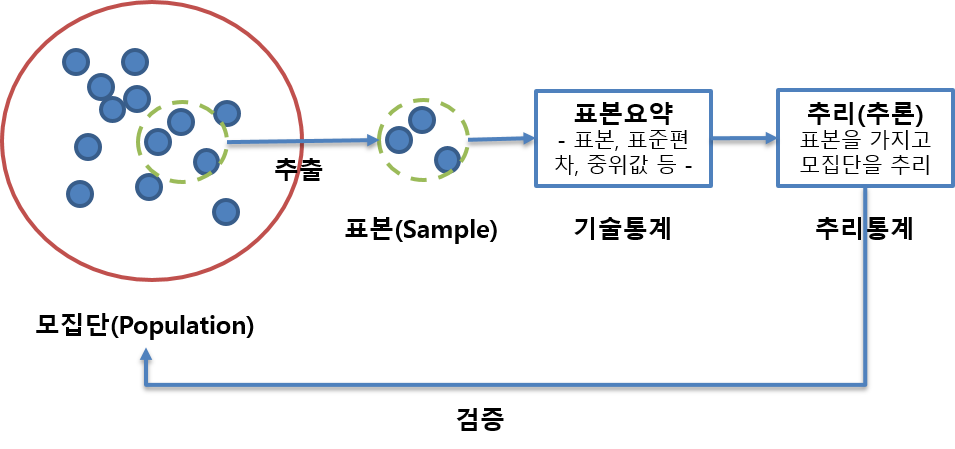 추출
표본(Sample)
표본요약
- 표본, 표준편
차, 중위값 등 -
기술통계
추리(추론)
표본을 가지고
모집단을 추리
추리통계
모집단(Population)
검증